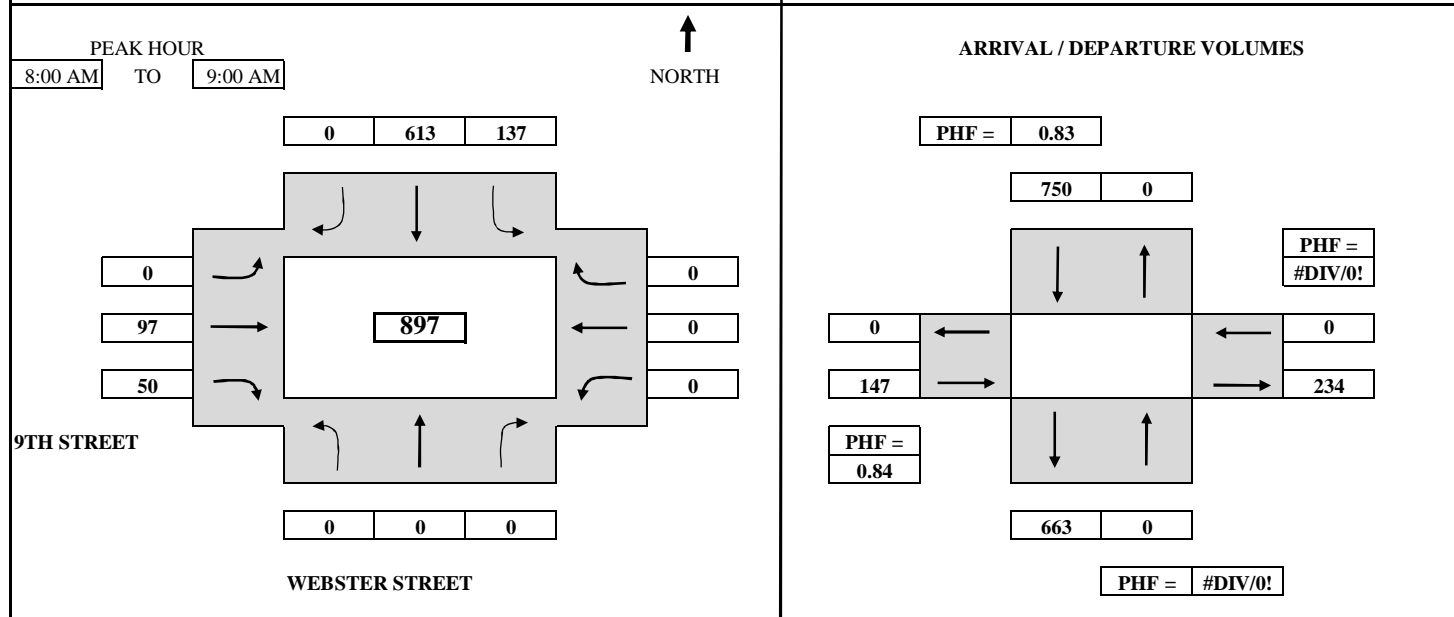 PEAK HOUR
8:00 AM TO 9:00 AM
NORTH
0 613 137
0 0
97 897 0
50 0
9TH STREET
0 0 0
WEBSTER STREET
ARRIVAL / DEPARTURE VOLUMES
PHF = 0.83
750 0
PHF =
#DIV/0!
0 0
147 234
PHF =
0.84
663 0
PHF = #DIV/0!